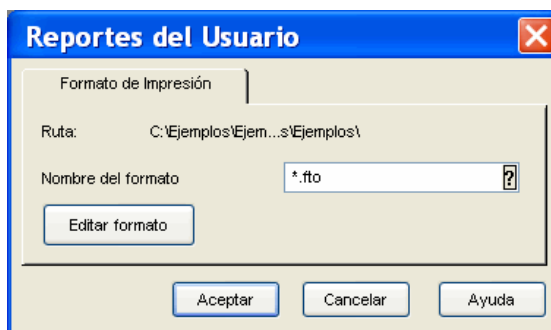 Reportes del Usuario
Formato de Impresión
Ruta: C:\Ejemplos\Ejem...s\Ejemplos\
Nombre del formato *.fto ?
Editar formato
Aceptar Cancelar Ayuda